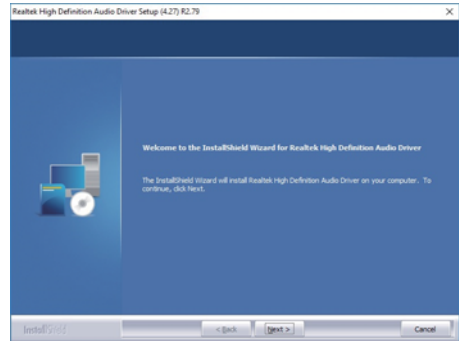 Realtek High Definition Audio Driver Setup (4.27) R2.79
Welcome to the InstallShield Wizard for Realtek High Definition Audio Driver
The InstallShield Wizard will install Realtek High Definition Audio Driver on your computer. To
continue, click Next.
InstallShield
< Back
Next >
Cancel